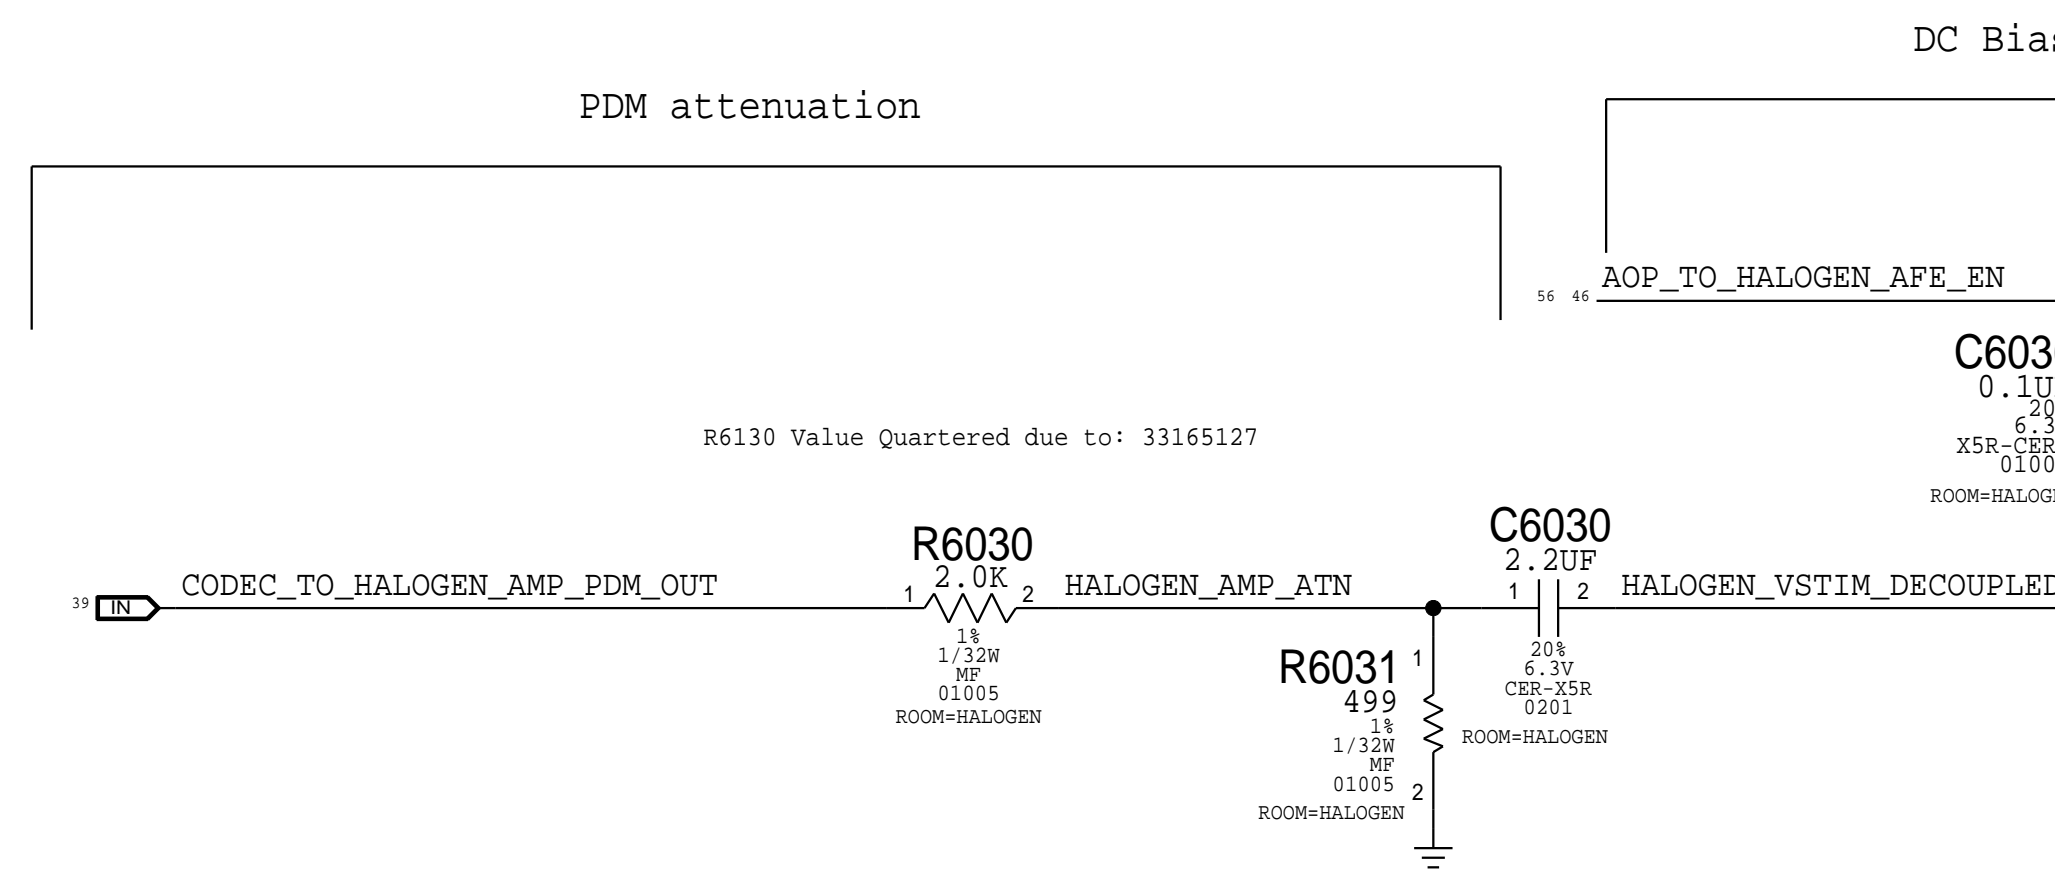 DC Bias
PDM attenuation
AOP_TO_HALOGEN_AFE_EN
56 46
R6130 Value Quartered due to: 33165127
0.1U
20
6.3
X5R-CER
0100
ROOM=HALOGE
39 IN
CODEC_TO_HALOGEN_AMP_PDM_OUT
R6030
2.0K
1 2
1%
1/32W
MF
01005
ROOM=HALOGEN
HALOGEN_AMP_ATN
C6030
2.2UF
1 2
20%
6.3V
CER-X5R
0201
ROOM=HALOGEN
HALOGEN_VSTIM_DECOUPLED
R6031
1
499
1%
1/32W
MF
01005
2
ROOM=HALOGEN